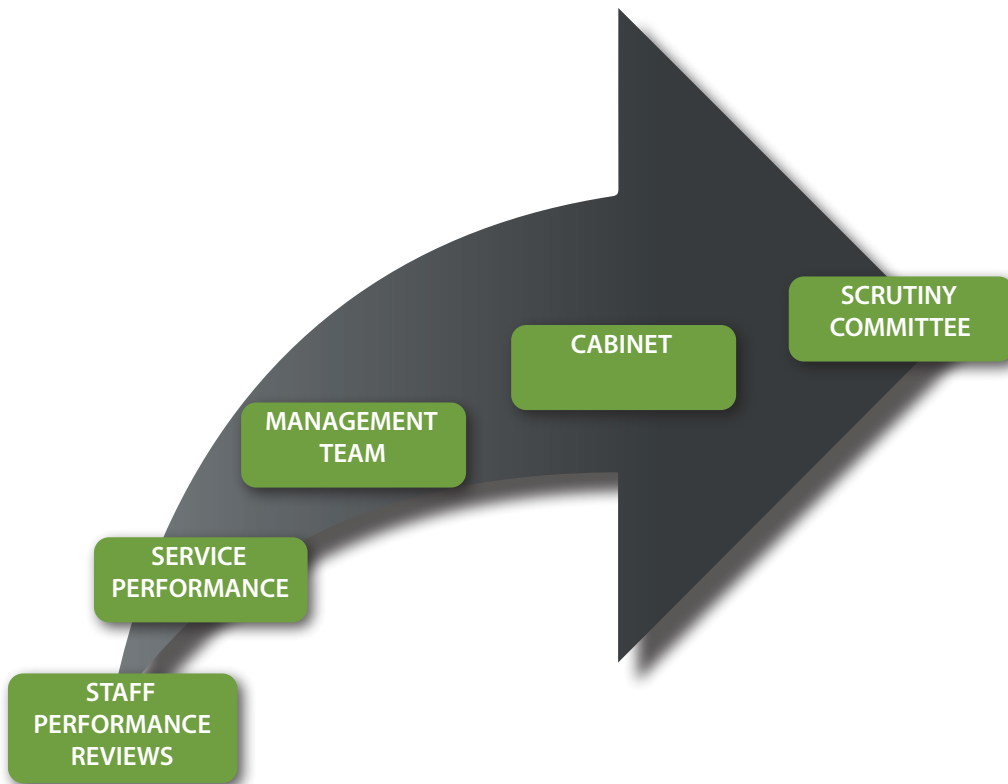 SCRUTINY
COMMITTEE
CABINET
MANAGEMENT
TEAM
SERVICE
PERFORMANCE
STAFF
PERFORMANCE
REVIEWS